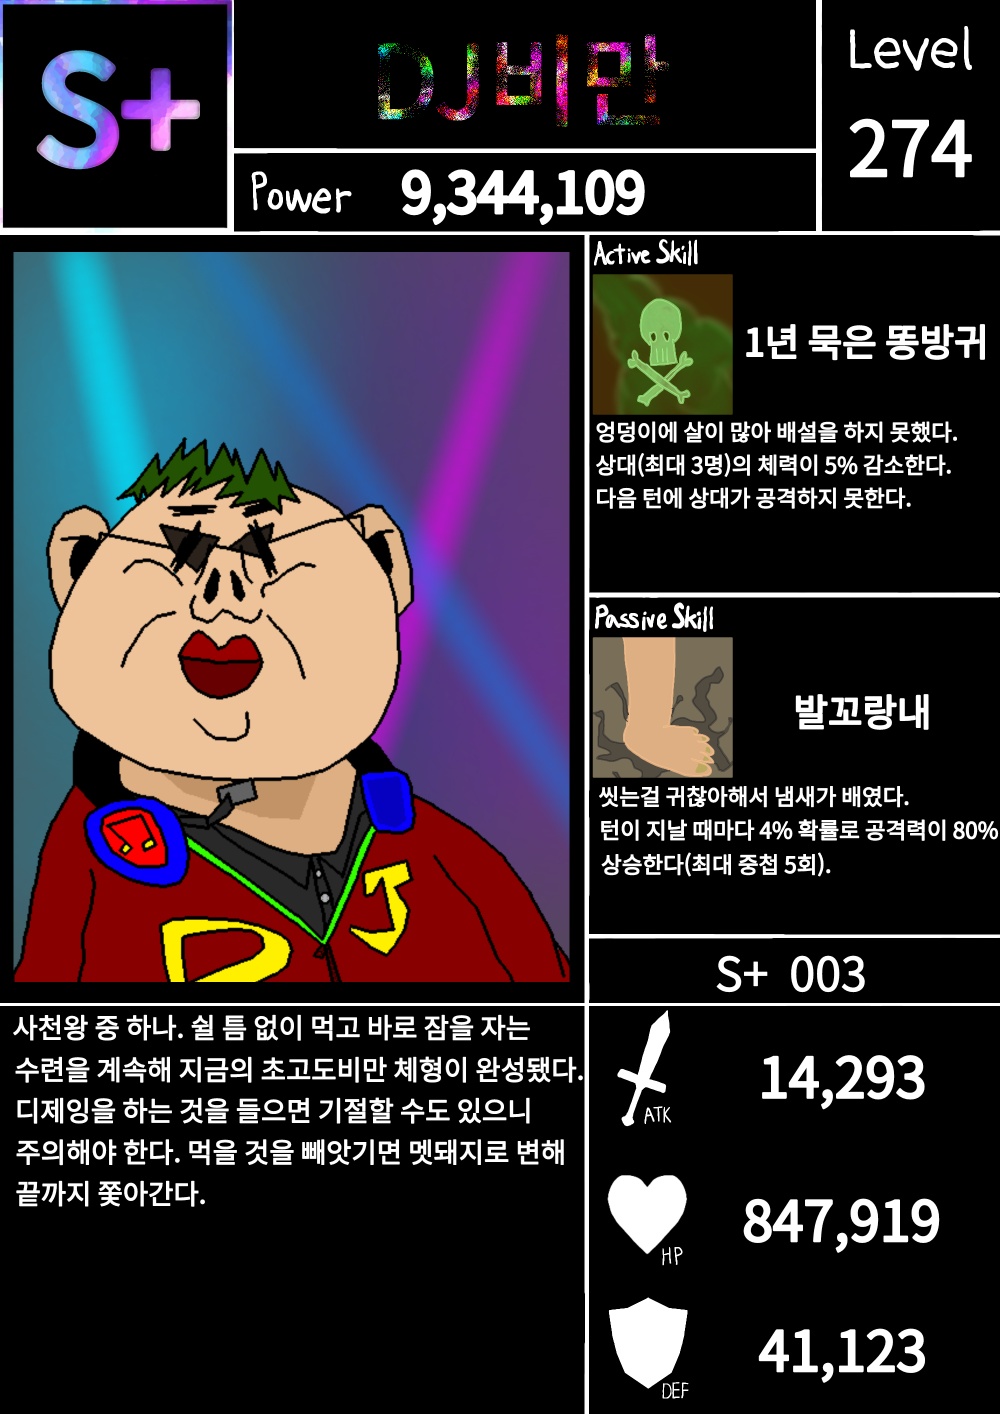 S+
DJ비만
Level
274
Power 9,344,109
Active Skill
1년 묵은 똥방귀
엉덩이에 살이 많아 배설을 하지 못했다.
상대(최대 3명)의 체력이 5% 감소한다.
다음 턴에 상대가 공격하지 못한다.
Passive Skill
발꼬랑내
씻는걸 귀찮아해서 냄새가 배였다.
턴이 지날 때마다 4% 확률로 공격력이 80%
상승한다(최대 중첩 5회).
S+ 003
D J
사천왕 중 하나. 쉴 틈 없이 먹고 바로 잠을 자는
수련을 계속해 지금의 초고도비만 체형이 완성됐다.
디제잉을 하는 것을 들으면 기절할 수도 있으니
주의해야 한다. 먹을 것을 빼앗기면 멧돼지로 변해
끝까지 쫓아간다.
ATK 14,293
HP 847,919
DEF 41,123